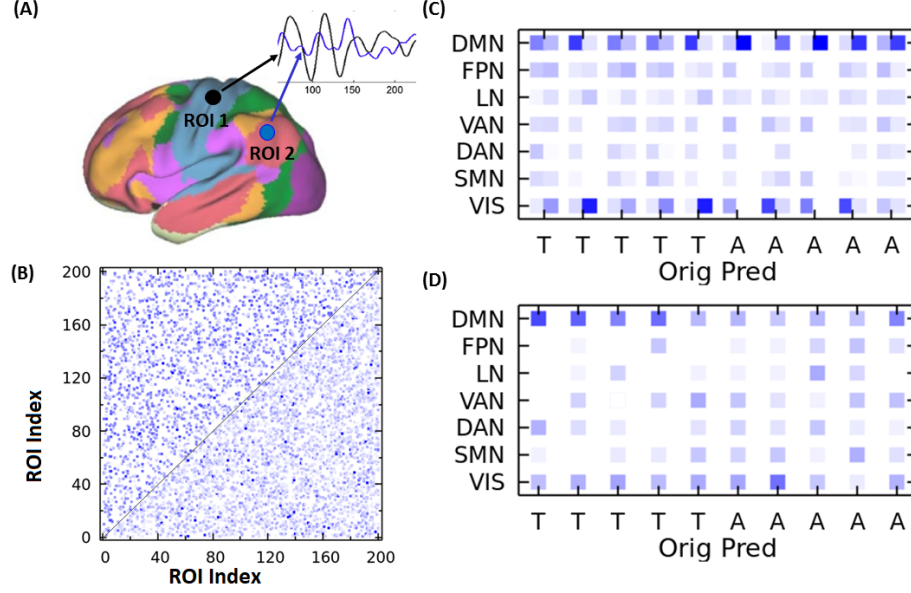 (A)
100 150 200
ROI 1
ROI 2
(B)
ROI Index
200
160
120
80
40
0
0 40 80 120 160 200
ROI Index
(C)
DMN
FPN
LN
VAN
DAN
SMN
VIS
T T T T T A A A A A
Orig Pred
(D)
DMN
FPN
LN
VAN
DAN
SMN
VIS
T T T T T A A A A A
Orig Pred